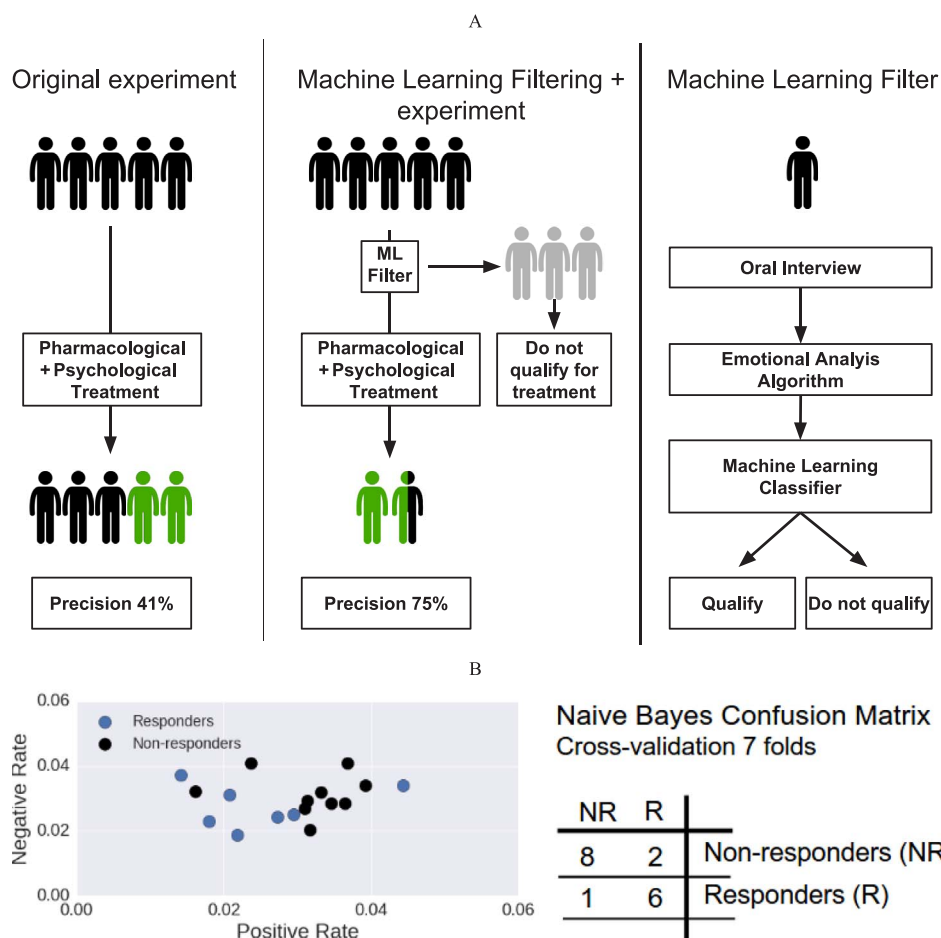 A
Original experiment
Machine Learning Filtering +
experiment
Machine Learning Filter
ML
Filter
Oral Interview
Pharmacological
+Psychological
Treatment
Pharmacological
+Psychological
Treatment
Do not
qualify for
treatment
Emotional Analyis
Algorithm
Machine Learning
Classifier
Precision 41%
Precision 75%
Qualify
Do not qualify
B
0.06
0.04
0.02
0.00
Negative Rate
Responders
Non-responders
0.00 0.02 0.04 0.06
Positive Rate
Naive Bayes Confusion Matrix
Cross-validation 7 folds
NR R
8 2 Non-responders (NR
1 6 Responders (R)